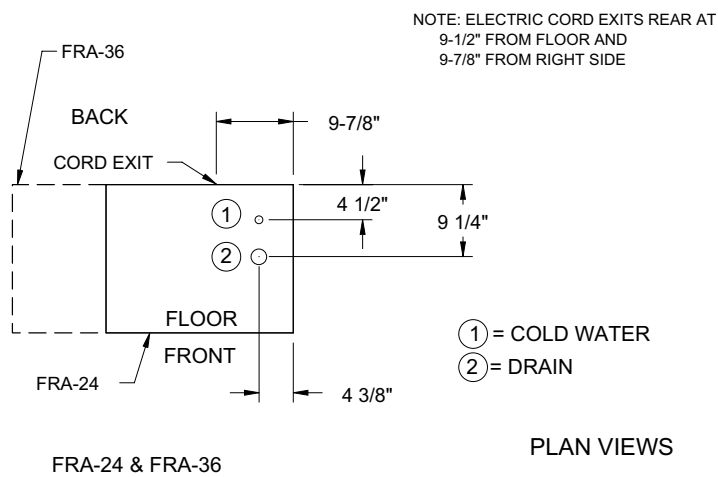 NOTE: ELECTRIC CORD EXITS REAR AT
9-1/2" FROM FLOOR AND
9-7/8" FROM RIGHT SIDE
FRA-36
BACK
9-7/8"
CORD EXIT
4 1/2"
9 1/4"
1
2
FLOOR
FRONT
FRA-24
4 3/8"
1 = COLD WATER
2 = DRAIN
PLAN VIEWS
FRA-24 & FRA-36